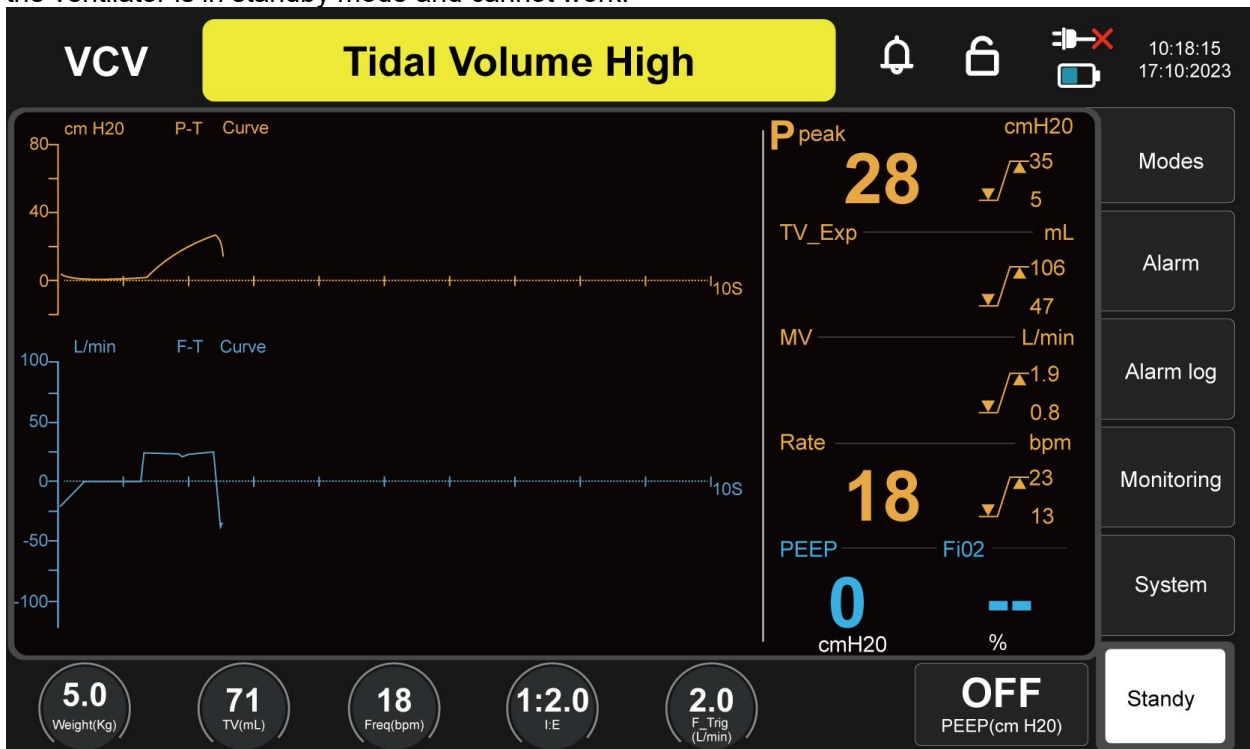 the ventilator is in standby mode and cannot work.
VCV
Tidal Volume High
10:18:15
17:10:2023
cm H20 P-T Curve
80
40
0
10S
L/min F-T Curve
100
50
0
10S
-50
-100
P peak cmH20
28
35
5
TV_Exp mL
106
47
MV L/min
1.9
0.8
Rate bpm
18
23
13
PEEP Fi02
0 --
cmH20 %
Modes
Alarm
Alarm log
Monitoring
System
Standy
5.0
Weight(Kg)
71
TV(mL)
18
Freq(bpm)
1:2.0
I:E
2.0
F_Trig
(L/min)
OFF
PEEP(cm H20)